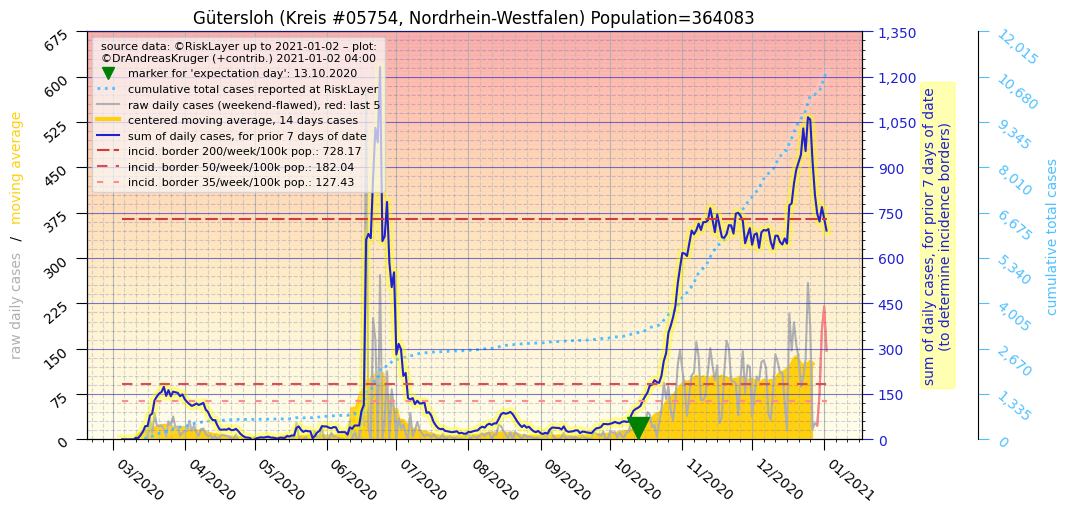 Gütersloh (Kreis #05754, Nordrhein-Westfalen) Population=364083
source data: ©RiskLayer up to 2021-01-02 – plot:
©DrAndreasKruger (+contrib.) 2021-01-02 04:00
marker for 'expectation day': 13.10.2020
cumulative total cases reported at RiskLayer
raw daily cases (weekend-flawed), red: last 5
centered moving average, 14 days cases
sum of daily cases, for prior 7 days of date
incid. border 200/week/100k pop.: 728.17
incid. border 50/week/100k pop.: 182.04
incid. border 35/week/100k pop.: 127.43
raw daily cases / moving average
675
600
525
450
375
300
225
150
75
0
03/2020
04/2020
05/2020
06/2020
07/2020
08/2020
09/2020
10/2020
11/2020
12/2020
01/2021
1,350
1,200
1,050
900
750
600
450
300
150
0
sum of daily cases, for prior 7 days of date
(to determine incidence borders)
12,015
10,680
9,345
8,010
6,675
5,340
4,005
2,670
1,335
0
cumulative total cases